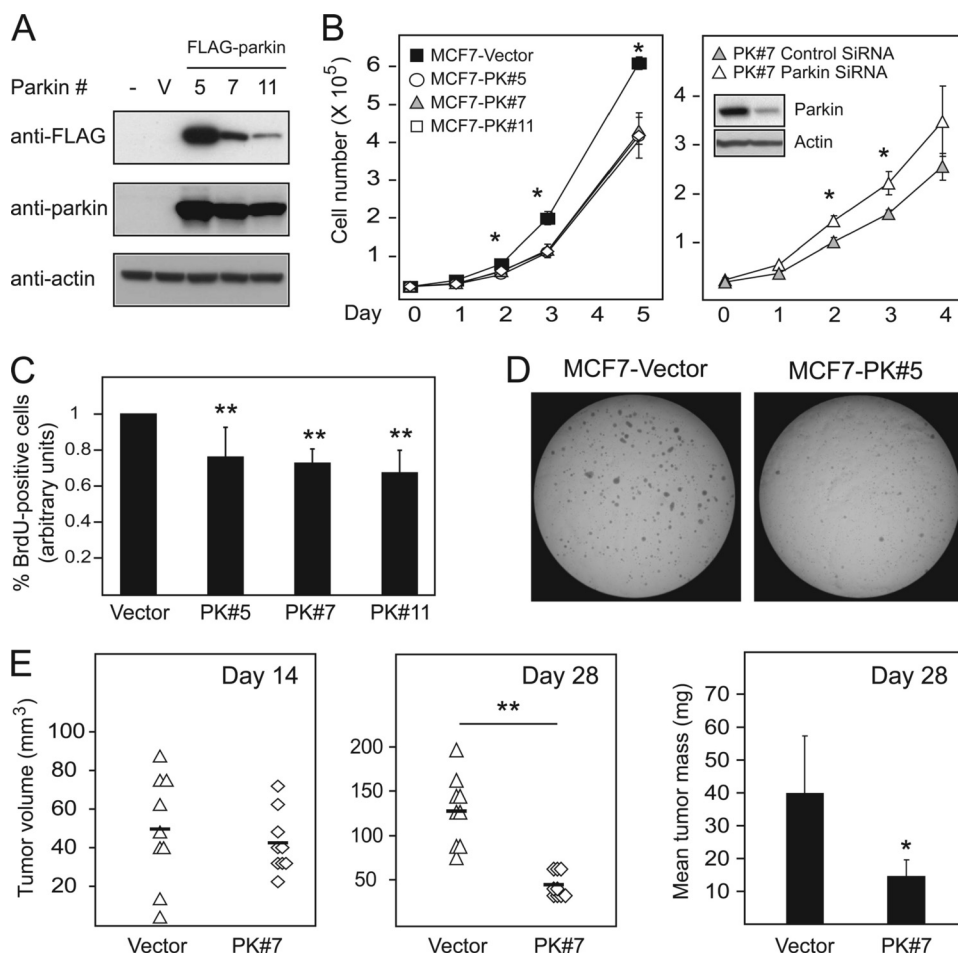 A
FLAG-parkin
Parkin # - V 5 7 11
anti-FLAG
anti-parkin
anti-actin
B
Cell number (X 10⁵)
6
5
4
3
2
1
MCF7-Vector
MCF7-PK#5
MCF7-PK#7
MCF7-PK#11
*
*
*
Day 0 1 2 3 4 5
PK#7 Control SiRNA
PK#7 Parkin SiRNA
4
3
2
1
Parkin
Actin
*
*
0 1 2 3 4
C
% BrdU-positive cells
(arbitrary units)
1
0.8
0.6
0.4
0.2
** ** **
Vector PK#5 PK#7 PK#11
D
MCF7-Vector MCF7-PK#5
E
Tumor volume (mm³)
Day 14
100
80
60
40
20
Vector PK#7
Day 28
**
200
150
100
50
Vector PK#7
Mean tumor mass (mg)
Day 28
70
60
50
40
30
20
10
*
Vector PK#7